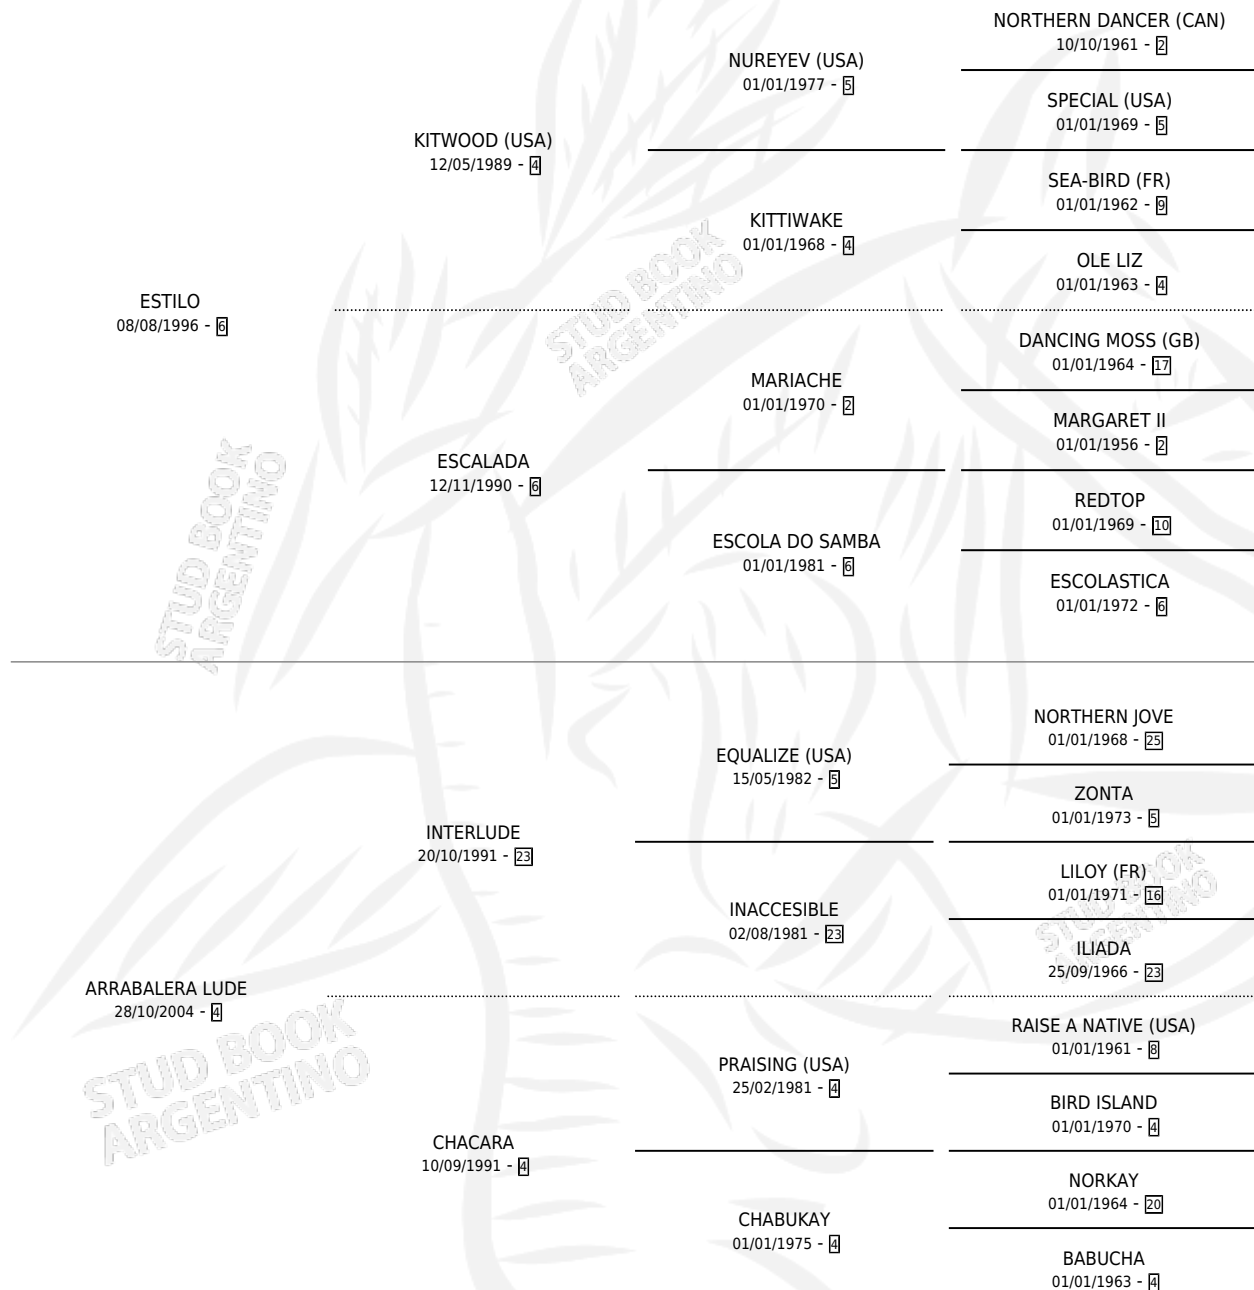 NORTHERN DANCER (CAN)
10/10/1961 - 2
NUREYEV (USA)
01/01/1977 - 5
SPECIAL (USA)
01/01/1969 - 5
KITWOOD (USA)
12/05/1989 - 4
SEA-BIRD (FR)
01/01/1962 - 9
KITTIWAKE
01/01/1968 - 4
OLE LIZ
01/01/1963 - 4
ESTILO
08/08/1996 - 6
DANCING MOSS (GB)
01/01/1964 - 17
MARIACHE
01/01/1970 - 2
MARGARET II
01/01/1956 - 2
ESCALADA
12/11/1990 - 6
REDTOP
01/01/1969 - 10
ESCOLA DO SAMBA
01/01/1981 - 6
ESCOLASTICA
01/01/1972 - 6
NORTHERN JOVE
01/01/1968 - 25
EQUALIZE (USA)
15/05/1982 - 5
ZONTA
01/01/1973 - 5
INTERLUDE
20/10/1991 - 23
LILOY (FR)
01/01/1971 - 16
INACCESIBLE
02/08/1981 - 23
ILIADA
25/09/1966 - 23
ARRABALERA LUDE
28/10/2004 - 4
RAISE A NATIVE (USA)
01/01/1961 - 8
PRAISING (USA)
25/02/1981 - 4
BIRD ISLAND
01/01/1970 - 4
CHACARA
10/09/1991 - 4
NORKAY
01/01/1964 - 20
CHABUKAY
01/01/1975 - 4
BABUCHA
01/01/1963 - 4
STUD BOOK
ARGENTINO
STUD BOOK
ARGENTINO
STUD BOOK
ARGENTINO
STUD BOOK
ARGENTINO